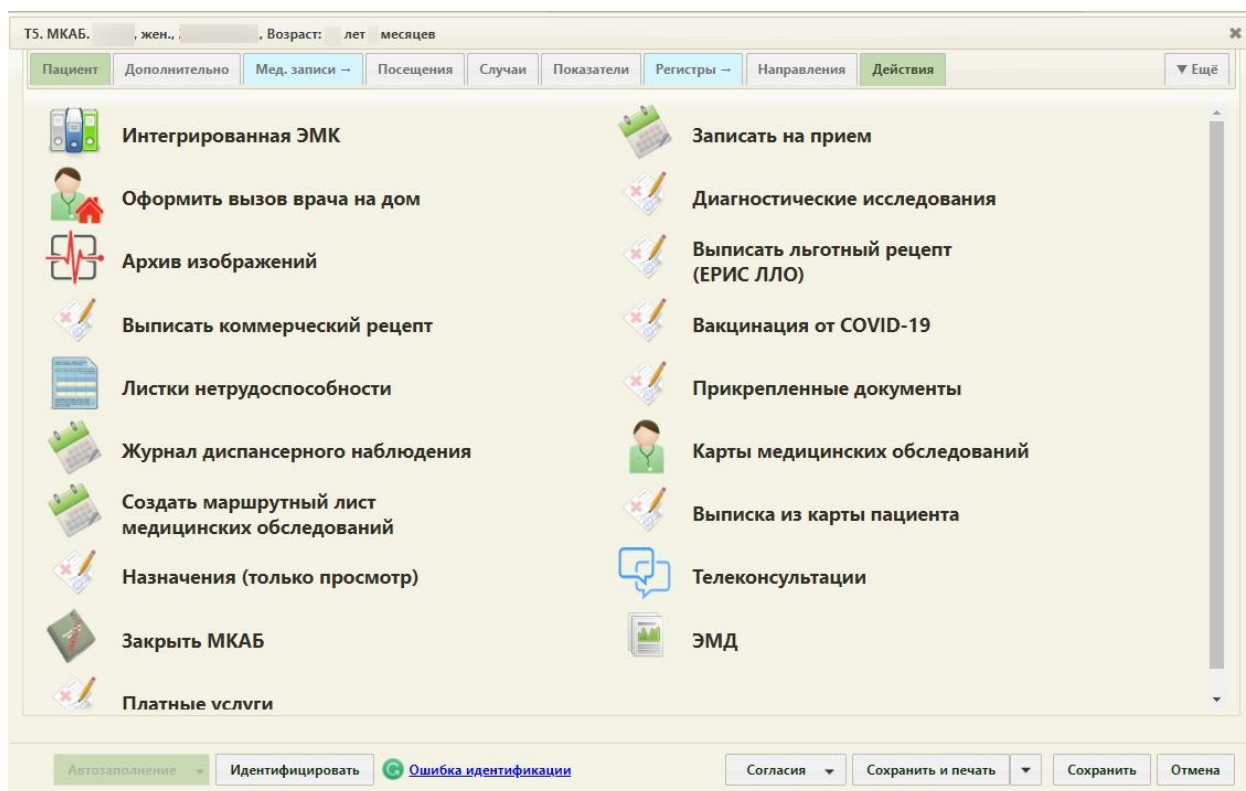 Т5. МКАБ. , жен., , Возраст: лет месяцев
Пациент Дополнительно Мед. записи → Посещения Случаи Показатели Регистры → Направления Действия ▼ Ещё
Интегрированная ЭМК
Записать на прием
Оформить вызов врача на дом
Диагностические исследования
Архив изображений
Выписать льготный рецепт
(ЕРИС ЛЛО)
Выписать коммерческий рецепт
Вакцинация от COVID-19
Листки нетрудоспособности
Прикрепленные документы
Журнал диспансерного наблюдения
Карты медицинских обследований
Создать маршрутный лист
медицинских обследований
Выписка из карты пациента
Назначения (только просмотр)
Телеконсультации
Закрыть МКАБ
ЭМД
Платные услуги
Автозаполнение Идентифицировать Ошибка идентификации Согласия Сохранить и печать Сохранить Отмена